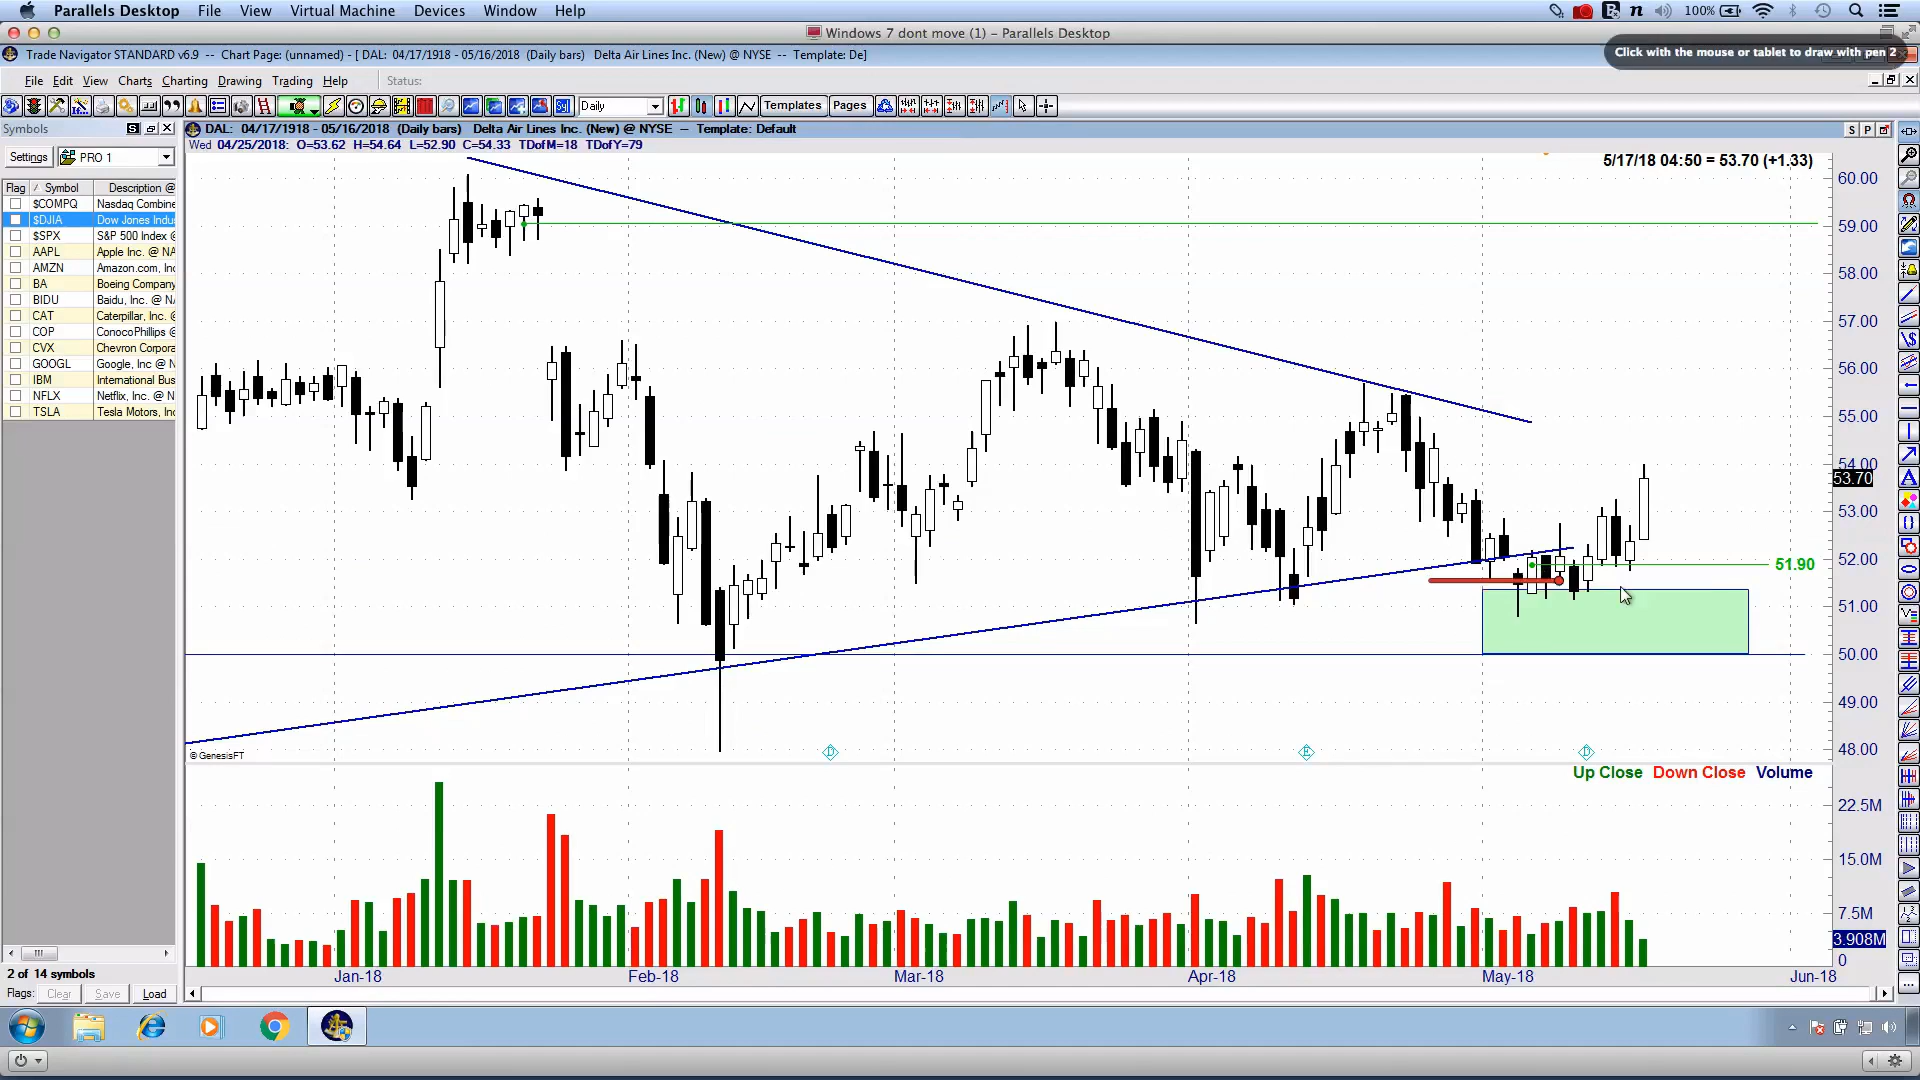 Parallels Desktop File View Virtual Machine Devices Window Help 100%
Windows 7 dont move (1) - Parallels Desktop
Click with the mouse or tablet to draw with pen 2
Trade Navigator STANDARD v6.9 -- Chart Page: (unnamed) - [ DAL: 04/17/1918 - 05/16/2018 (Daily bars) Delta Air Lines Inc. (New) @ NYSE -- Template: De]
File Edit View Charts Charting Drawing Trading Help Status:
Daily Templates Pages
Symbols S
DAL: 04/17/1918 - 05/16/2018 (Daily bars) Delta Air Lines Inc. (New) @ NYSE -- Template: Default S P
Wed 04/25/2018: O=53.62 H=54.64 L=52.90 C=54.33 TDofM=18 TDofY=79
5/17/18 04:50 = 53.70 (+1.33)
Settings PRO 1
Flag Symbol Description @
$COMPQ Nasdaq Combine
$DJIA Dow Jones Indu
$SPX S&P 500 Index @
AAPL Apple Inc. @ NA
AMZN Amazon.com, Inc
BA Boeing Company
BIDU Baidu, Inc. @ NA
CAT Caterpillar, Inc. @
COP ConocoPhillips @
CVX Chevron Corpora
GOOGL Google, Inc @ N
IBM International Bus
NFLX Netflix, Inc. @ N
TSLA Tesla Motors, Inc
60.00
59.00
58.00
57.00
56.00
55.00
54.00
53.70
53.00
52.00
51.90
51.00
50.00
49.00
48.00
D E D
© GenesisFT
Up Close Down Close Volume
22.5M
15.0M
7.5M
3.908M
0
Jan-18 Feb-18 Mar-18 Apr-18 May-18 Jun-18
2 of 14 symbols
Flags: Clear Save Load